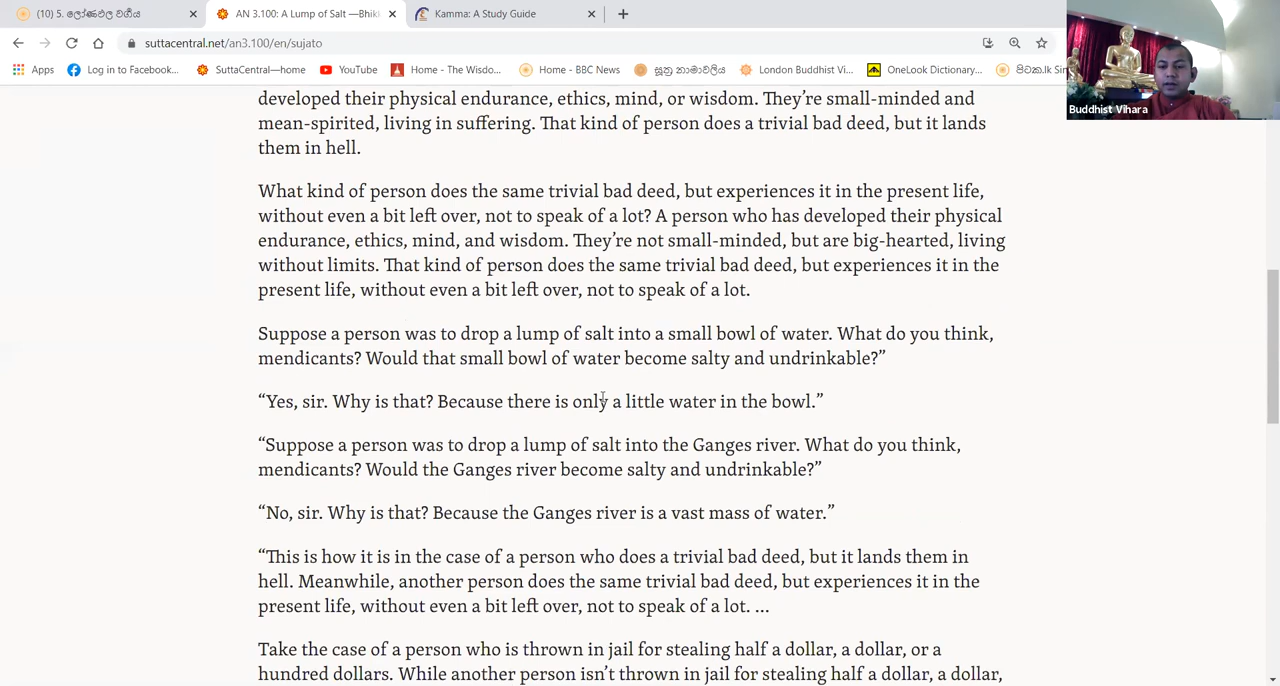 (10) 5. ලෝණඵල වර්ගය
AN 3.100: A Lump of Salt —Bhikk
Kamma: A Study Guide
suttacentral.net/an3.100/en/sujato
Apps
Log in to Facebook...
SuttaCentral—home
YouTube
Home - The Wisdo...
Home - BBC News
සූත්‍ර නාමාවලිය
London Buddhist Vi...
OneLook Dictionary...
පිටක.lk
Buddhist Vihara
developed their physical endurance, ethics, mind, or wisdom. They’re small-minded and
mean-spirited, living in suffering. That kind of person does a trivial bad deed, but it lands
them in hell.
What kind of person does the same trivial bad deed, but experiences it in the present life,
without even a bit left over, not to speak of a lot? A person who has developed their physical
endurance, ethics, mind, and wisdom. They’re not small-minded, but are big-hearted, living
without limits. That kind of person does the same trivial bad deed, but experiences it in the
present life, without even a bit left over, not to speak of a lot.
Suppose a person was to drop a lump of salt into a small bowl of water. What do you think,
mendicants? Would that small bowl of water become salty and undrinkable?”
“Yes, sir. Why is that? Because there is only a little water in the bowl.”
“Suppose a person was to drop a lump of salt into the Ganges river. What do you think,
mendicants? Would the Ganges river become salty and undrinkable?”
“No, sir. Why is that? Because the Ganges river is a vast mass of water.”
“This is how it is in the case of a person who does a trivial bad deed, but it lands them in
hell. Meanwhile, another person does the same trivial bad deed, but experiences it in the
present life, without even a bit left over, not to speak of a lot. …
Take the case of a person who is thrown in jail for stealing half a dollar, a dollar, or a
hundred dollars. While another person isn’t thrown in jail for stealing half a dollar, a dollar,